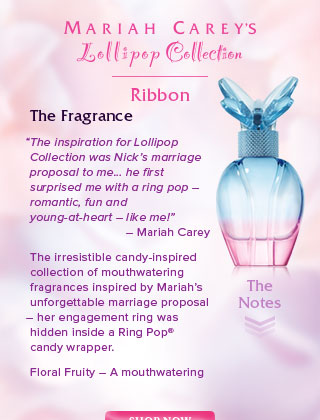 MARIAH CAREY'S
Lollipop Collection
Ribbon
The Fragrance
"The inspiration for Lollipop
Collection was Nick's marriage
proposal to me... he first
surprised me with a ring pop –
romantic, fun and
young-at-heart – like me!"
– Mariah Carey
The irresistible candy-inspired
collection of mouthwatering
fragrances inspired by Mariah's
unforgettable marriage proposal
– her engagement ring was
hidden inside a Ring Pop®
candy wrapper.
Floral Fruity – A mouthwatering
The
Notes
SHOP NOW